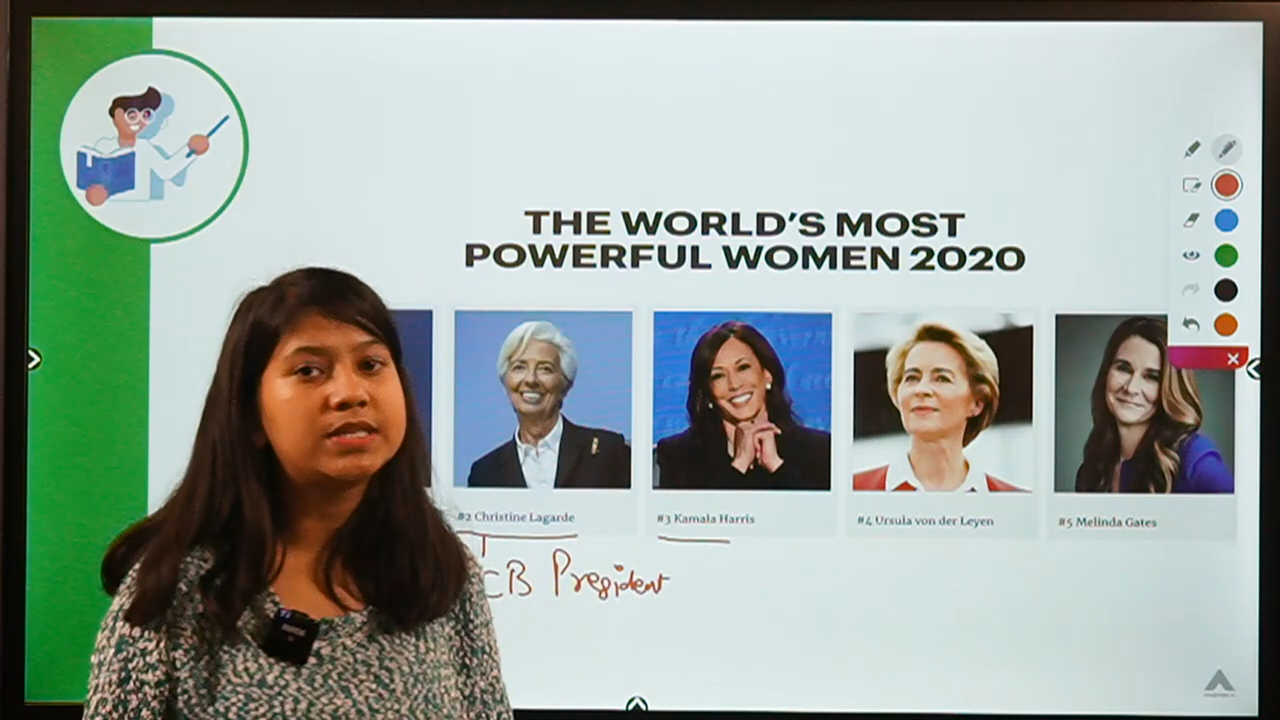 THE WORLD'S MOST
POWERFUL WOMEN 2020
#2 Christine Lagarde
#3 Kamala Harris
#4 Ursula von der Leyen
#5 Melinda Gates
CB President